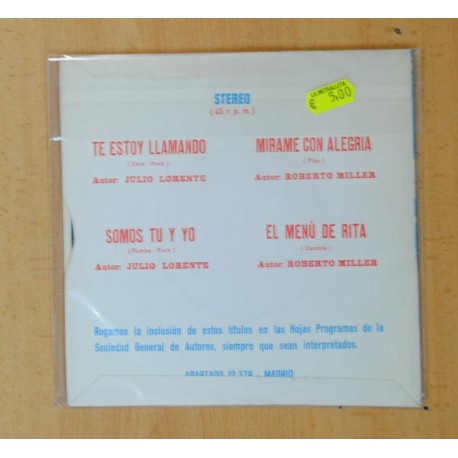 STEREO
(45 r. p. m.)
LA METRALLETA
€ 5,00
TE ESTOY LLAMANDO
(Slow-Rock)
Autor: JULIO LORENTE
MIRAME CON ALEGRIA
Autor: ROBERTO MILLER
SOMOS TU Y YO
(Rumba-Rock)
Autor: JULIO LORENTE
EL MENÚ DE RITA
(Cumbia)
Autor: ROBERTO MILLER
Rogamos la inclusión de estos títulos en las Hojas Programas de la
Sociedad General de Autores, siempre que sean interpretados.
APARTADO 12.379 - MADRID